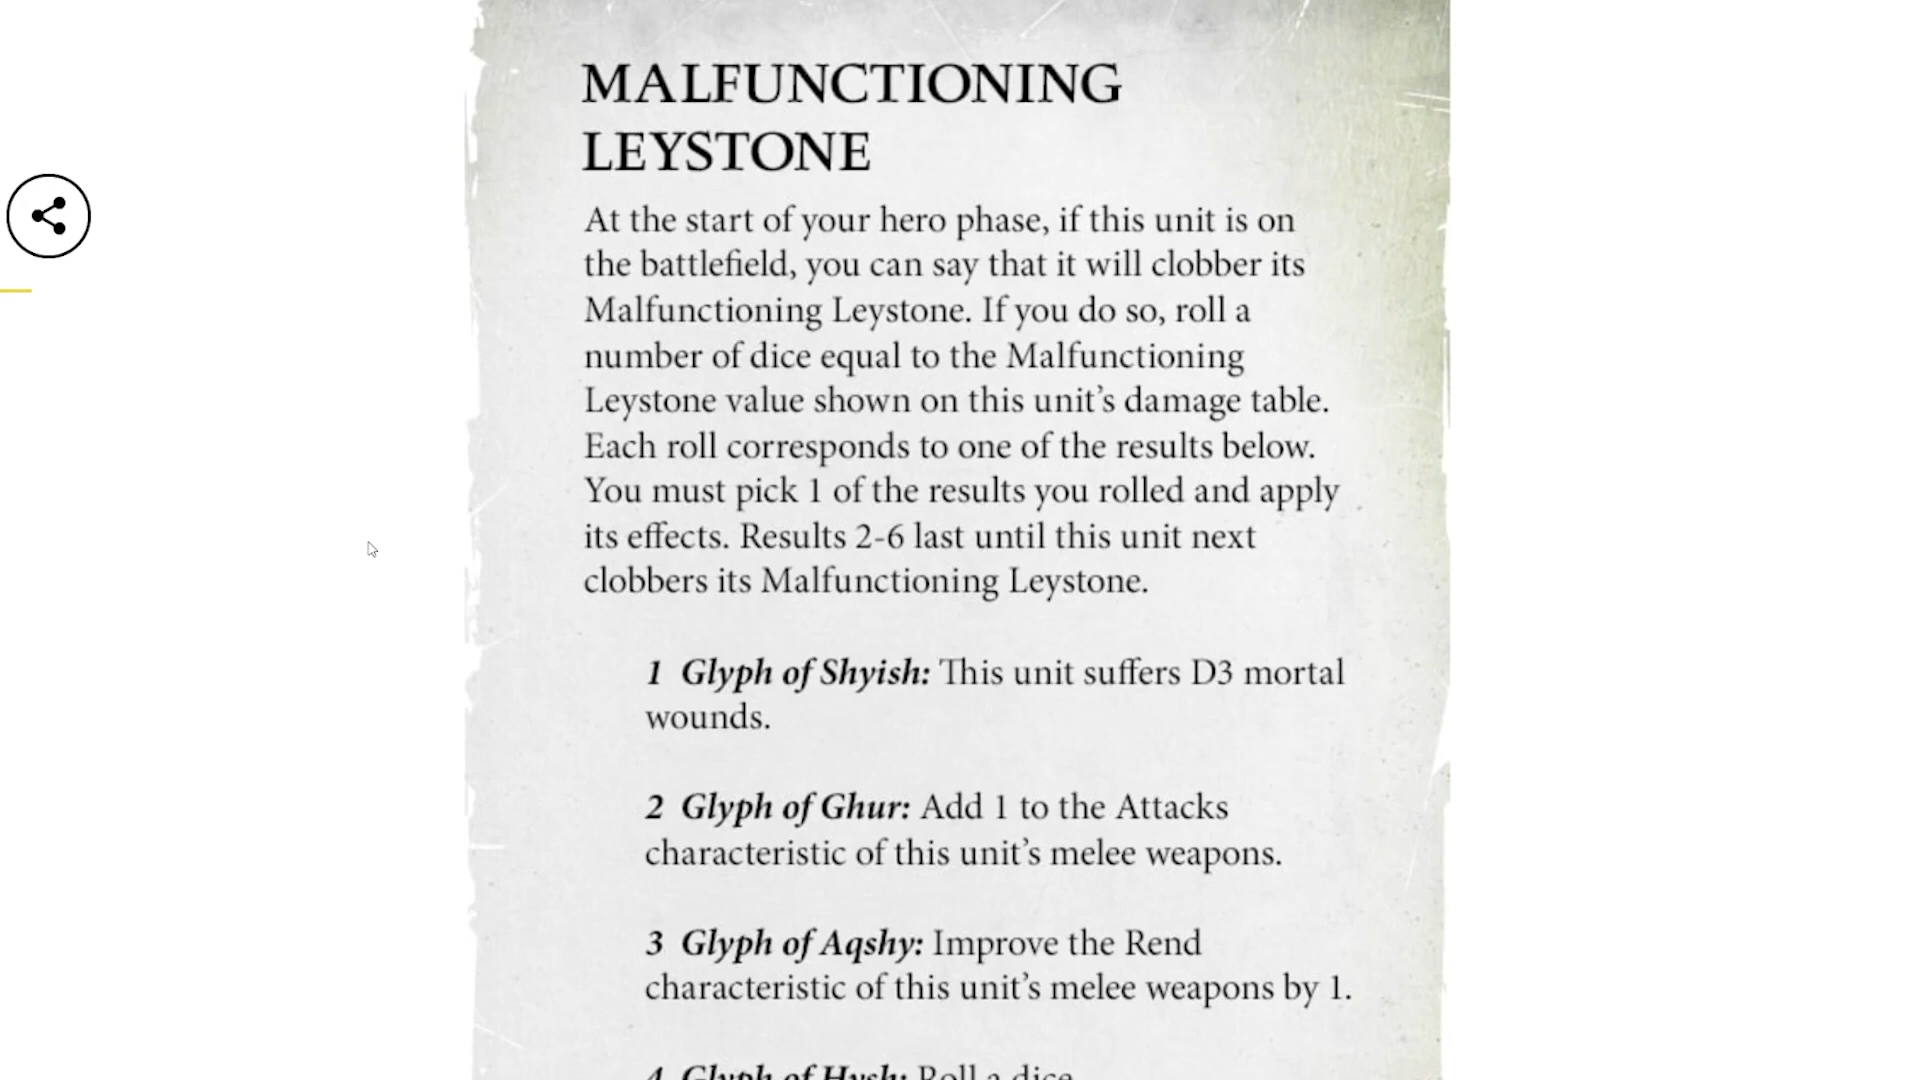 MALFUNCTIONING
LEYSTONE
At the start of your hero phase, if this unit is on
the battlefield, you can say that it will clobber its
Malfunctioning Leystone. If you do so, roll a
number of dice equal to the Malfunctioning
Leystone value shown on this unit’s damage table.
Each roll corresponds to one of the results below.
You must pick 1 of the results you rolled and apply
its effects. Results 2-6 last until this unit next
clobbers its Malfunctioning Leystone.
1 Glyph of Shyish: This unit suffers D3 mortal
wounds.
2 Glyph of Ghur: Add 1 to the Attacks
characteristic of this unit’s melee weapons.
3 Glyph of Aqshy: Improve the Rend
characteristic of this unit’s melee weapons by 1.
4 Glyph of Hysh: Roll a dice